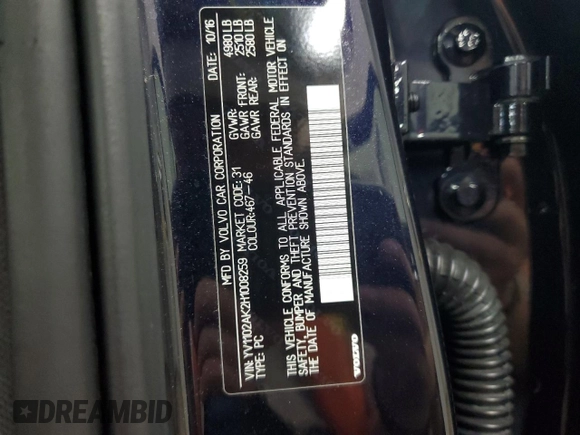 MFD BY VOLVO CAR CORPORATION DATE: 10/16
GVWR: 4980 LB
GAWR FRONT: 2510 LB
GAWR REAR: 2580 LB
VIN: YV1102AK2H1008259 MARKET CODE: 31
TYPE: PC COLOUR: 467-46
THIS VEHICLE CONFORMS TO ALL APPLICABLE FEDERAL MOTOR VEHICLE
SAFETY, BUMPER AND THEFT PREVENTION STANDARDS IN EFFECT ON
THE DATE OF MANUFACTURE SHOWN ABOVE.
VOLVO
DREAMBID